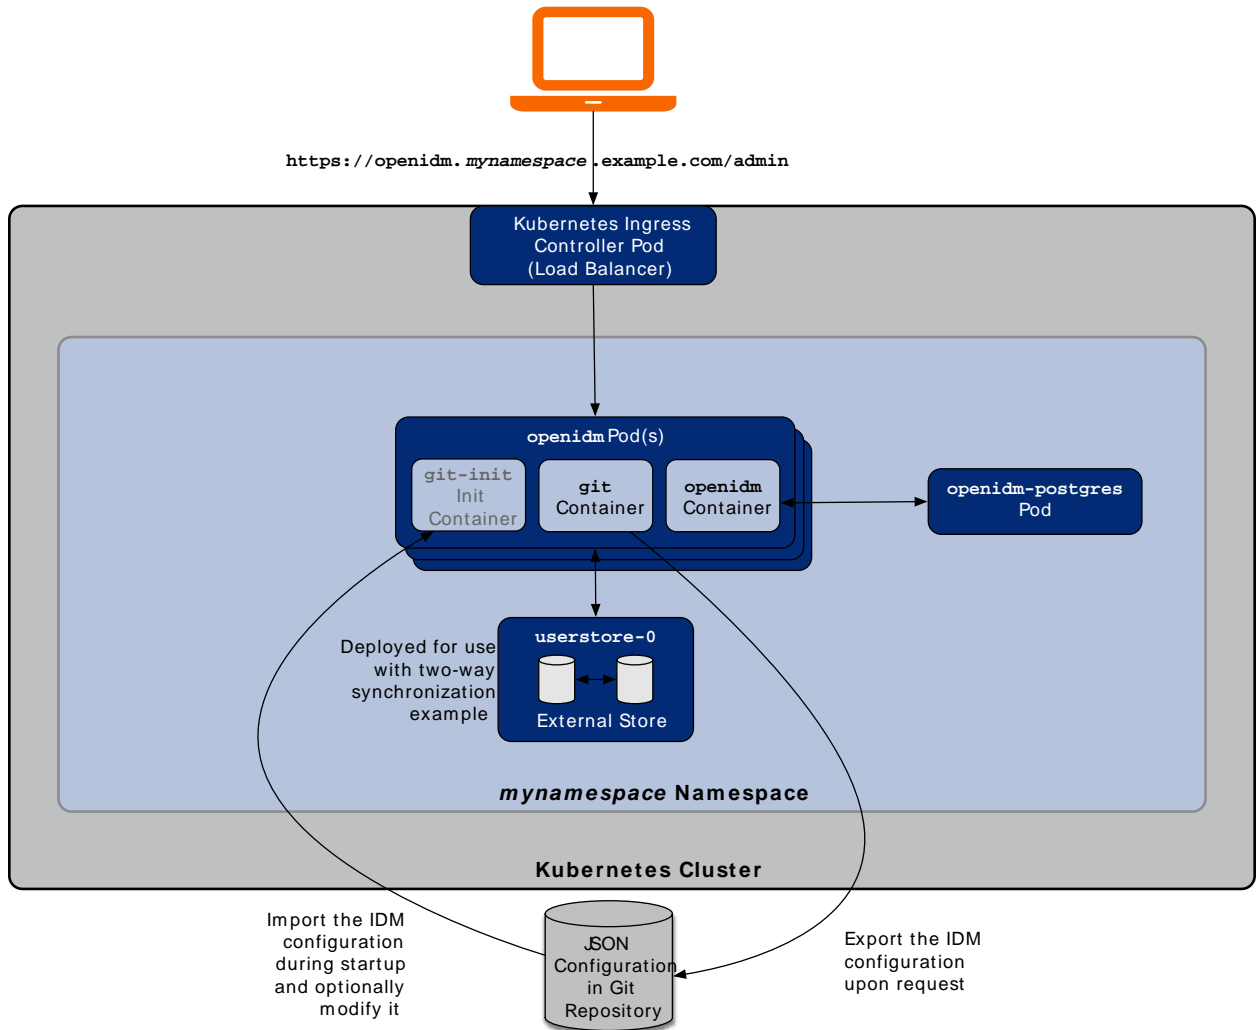 https://openidm.mynamespace.example.com/admin
Kubernetes Ingress
Controller Pod
(Load Balancer)
openidm Pod(s)
git-init
Init
Container
git
Container
openidm
Container
openidm-postgres
Pod
userstore-0
External Store
Deployed for use
with two-way
synchronization
example
mynamespace Namespace
Kubernetes Cluster
Import the IDM
configuration
during startup
and optionally
modify it
JSON
Configuration
in Git
Repository
Export the IDM
configuration
upon request